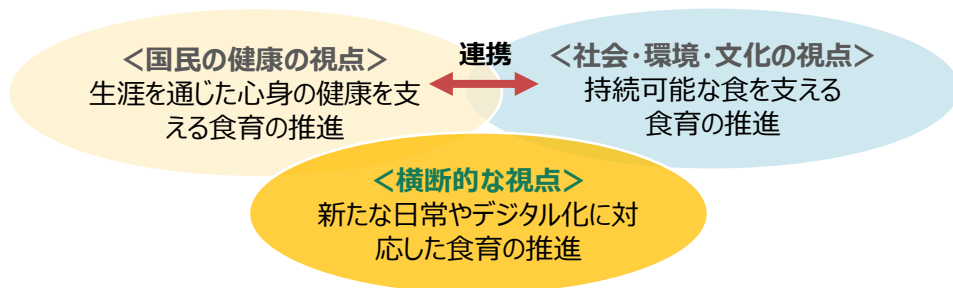 ＜国民の健康の視点＞
生涯を通じた心身の健康を支
える食育の推進
連携
＜社会・環境・文化の視点＞
持続可能な食を支える
食育の推進
＜横断的な視点＞
新たな日常やデジタル化に対
応した食育の推進